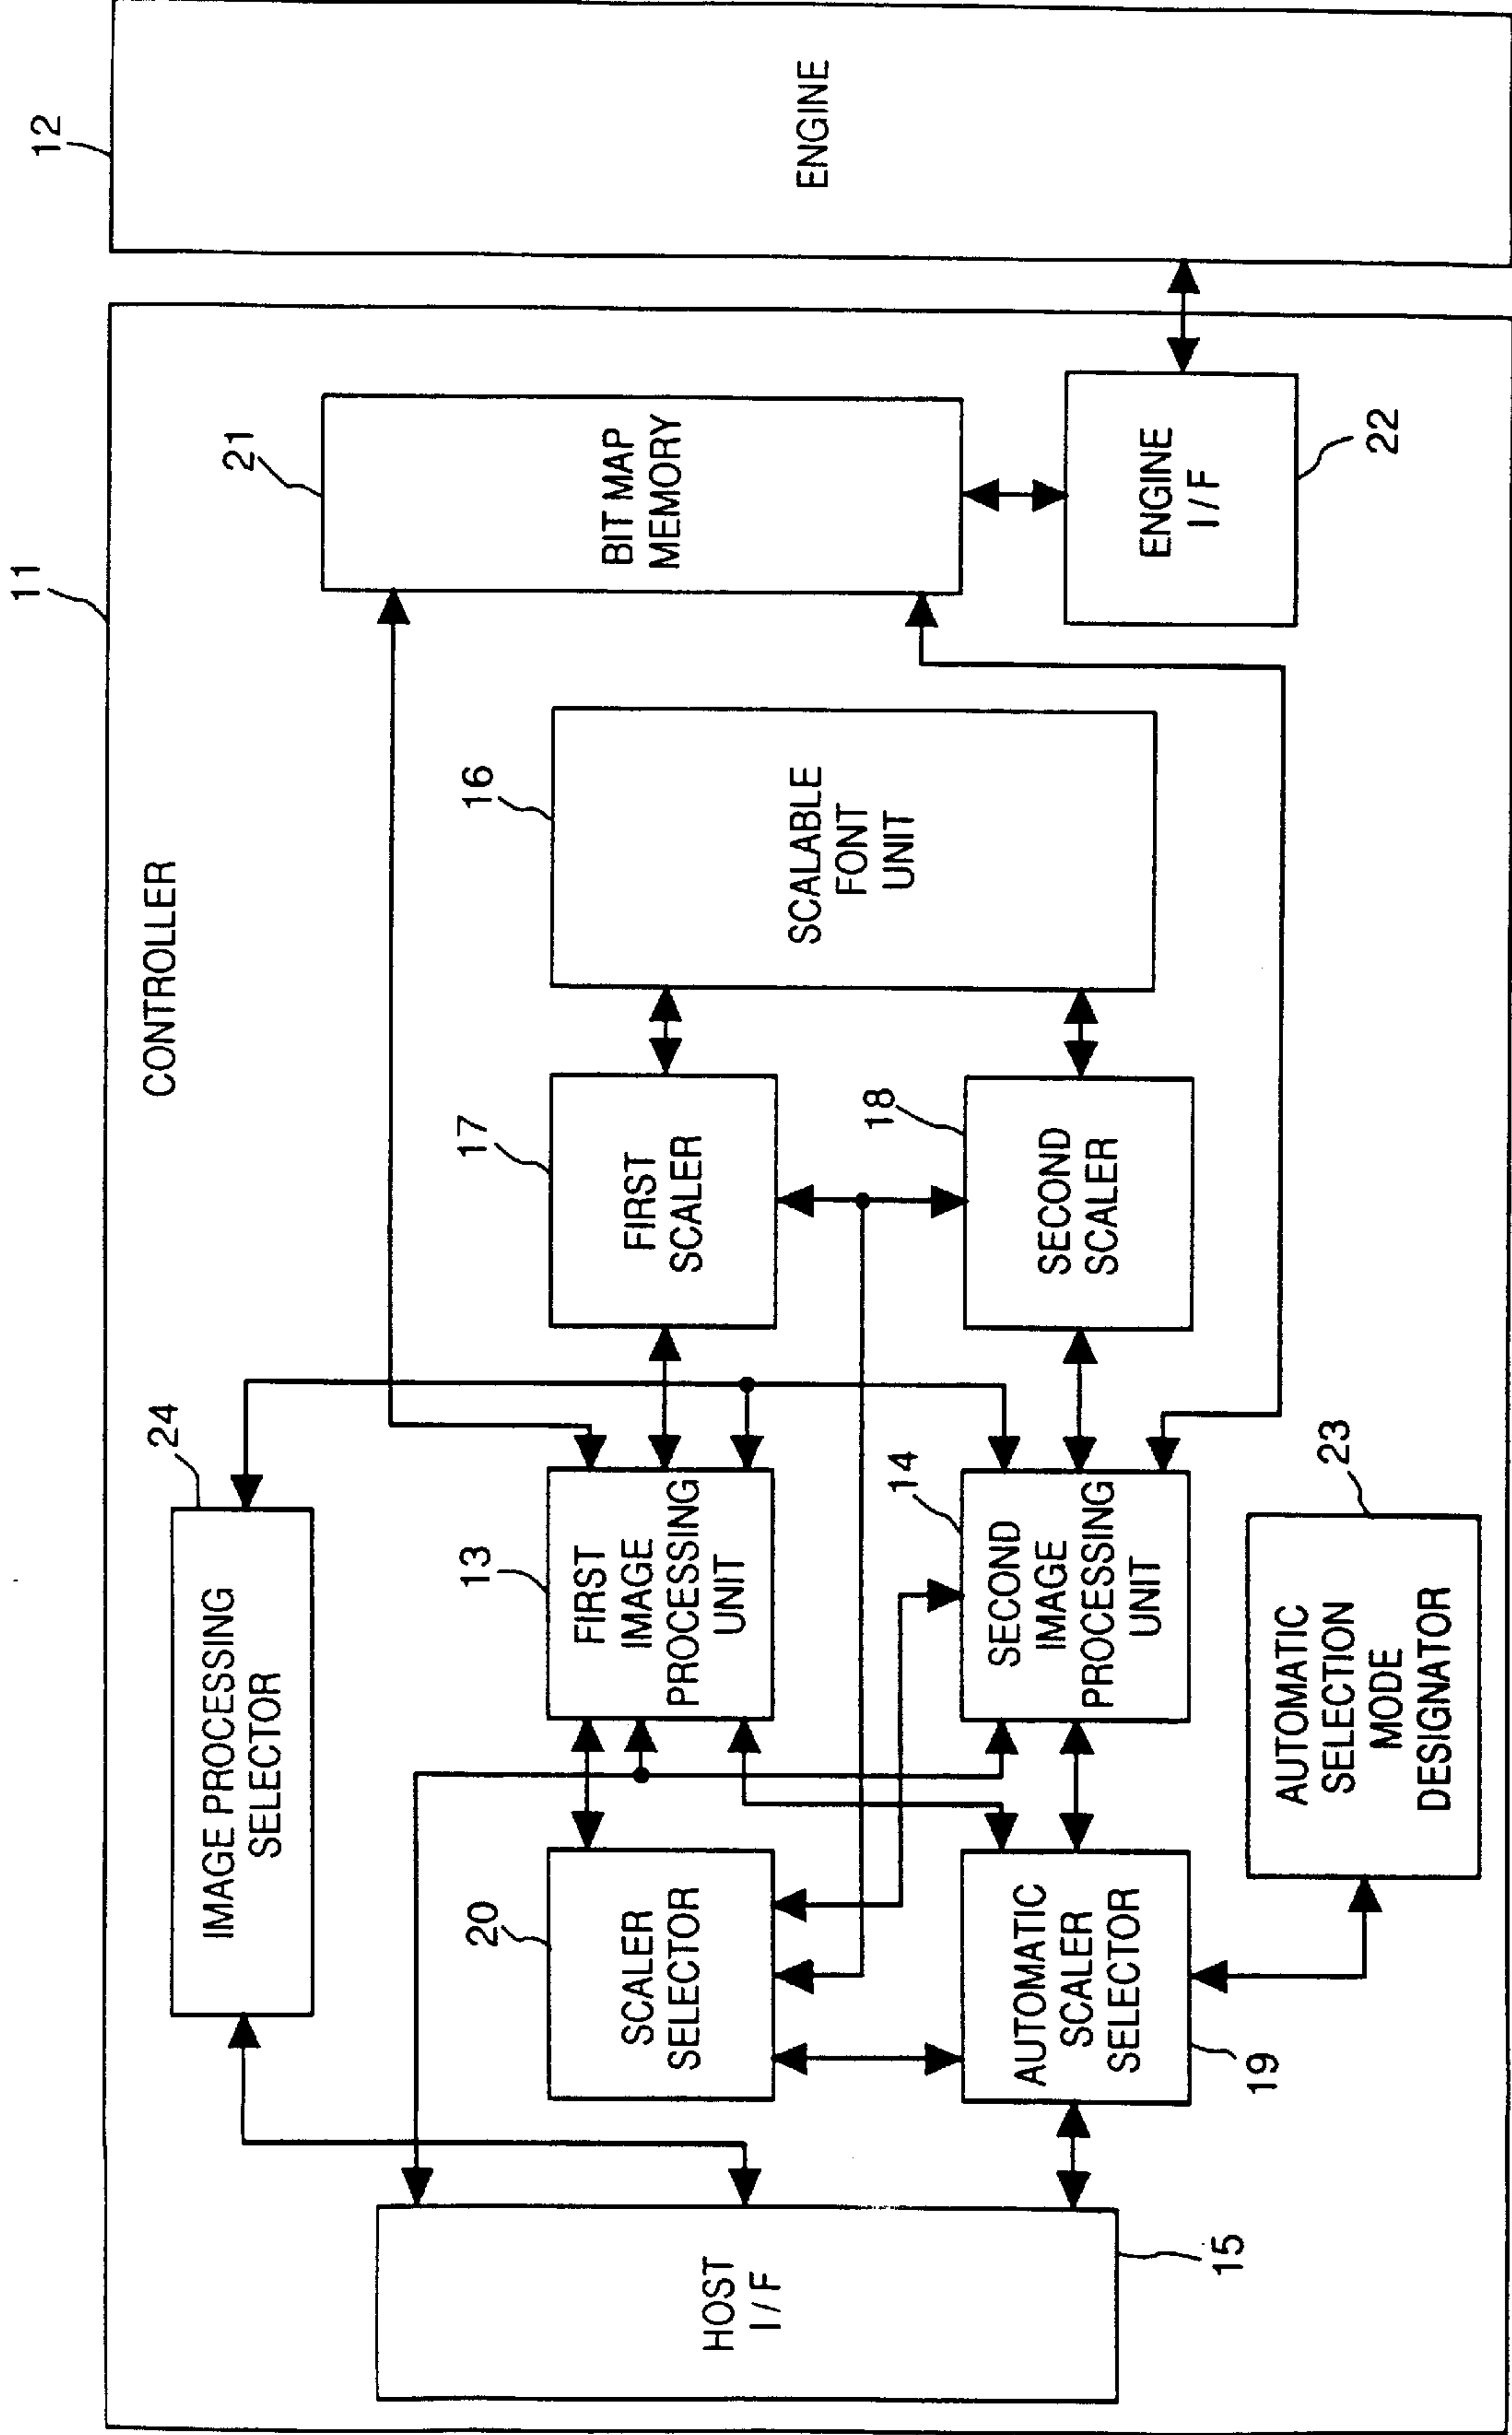 11
12
CONTROLLER
ENGINE
24
IMAGE PROCESSING
SELECTOR
21
BIT MAP
MEMORY
13
FIRST
IMAGE
PROCESSING
UNIT
17
FIRST
SCALER
16
SCALABLE
FONT
UNIT
20
SCALER
SELECTOR
HOST
I/F
15
AUTOMATIC
SCALER
SELECTOR
19
14
SECOND
IMAGE
PROCESSING
UNIT
18
SECOND
SCALER
ENGINE
I/F
22
23
AUTOMATIC
SELECTION
MODE
DESIGNATOR